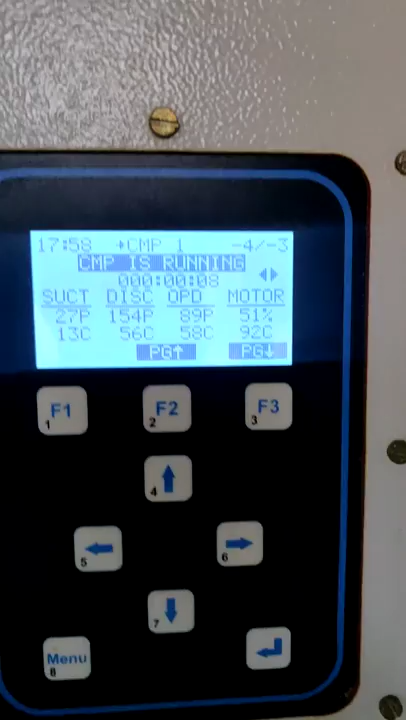 17:58 →CMP 1 -4/-3
CMP IS RUNNING
000:00:08
SUCT DISC OPD MOTOR
27P 154P 89P 51%
13C 56C 58C 92C
PG↑ PG↓
F1 F2 F3
1 2 3
↑
4
← →
5 6
↓
7
Menu ↵
8